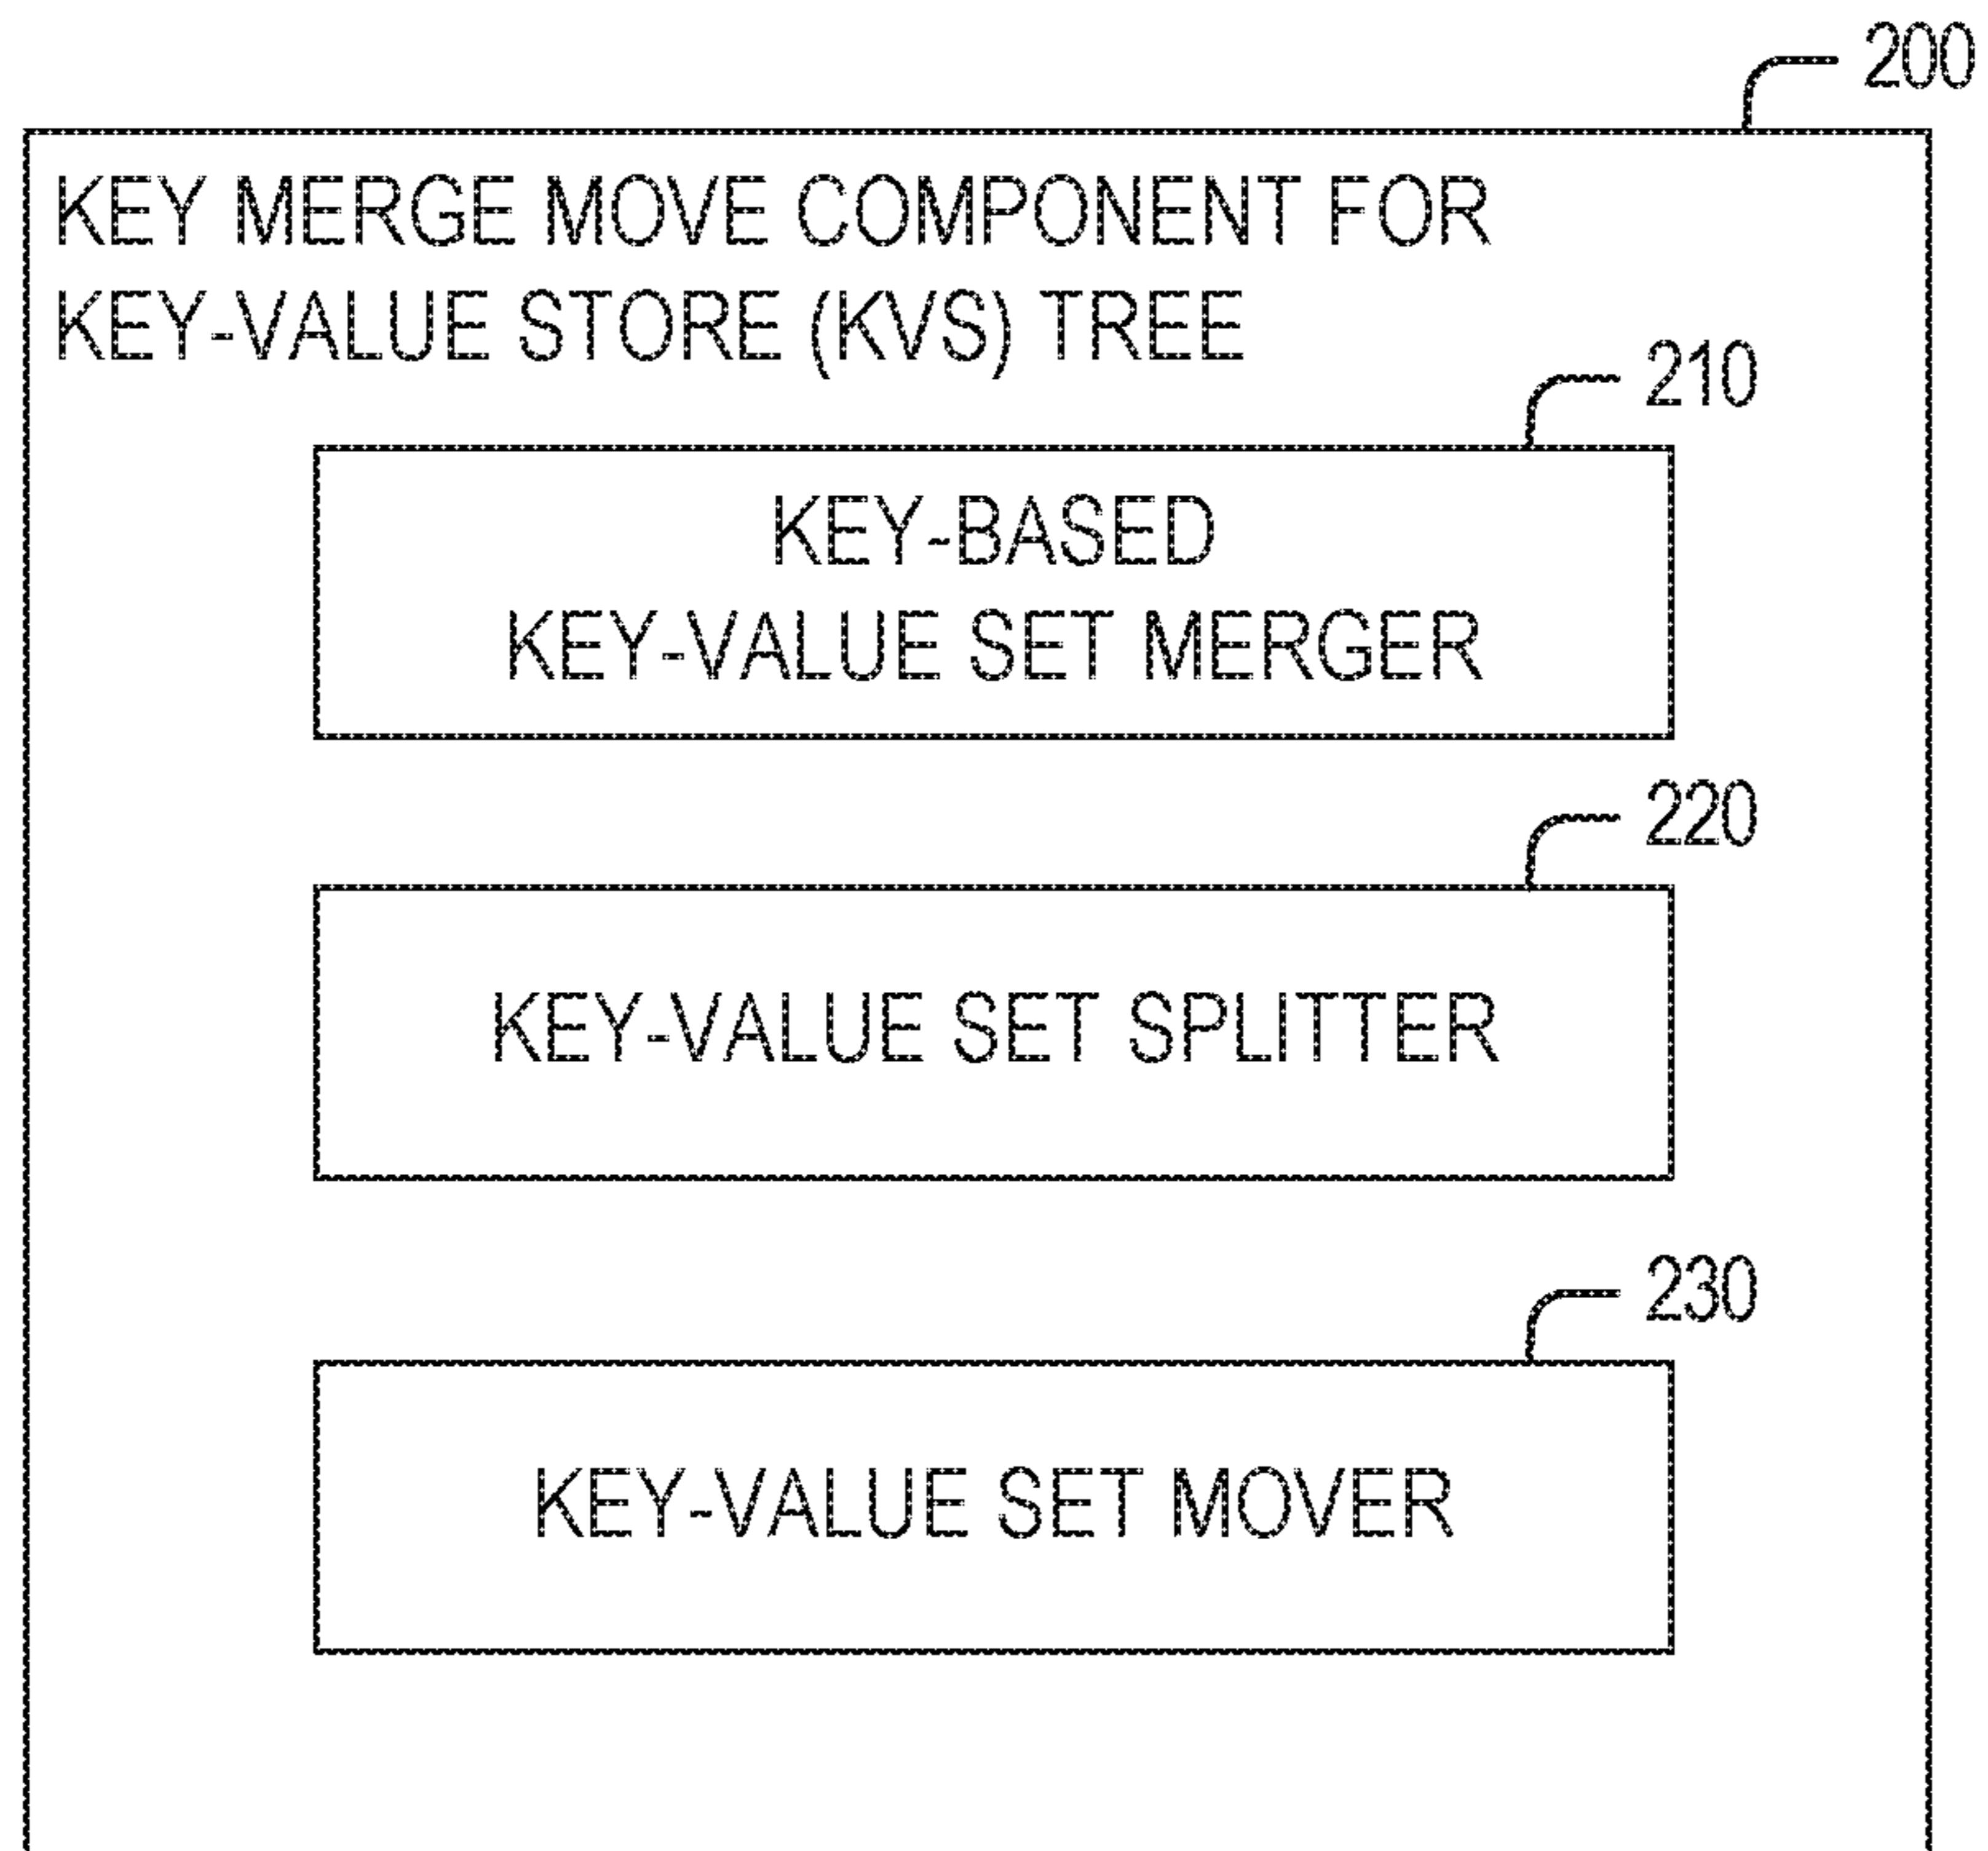 200
KEY MERGE MOVE COMPONENT FOR
KEY-VALUE STORE (KVS) TREE
210
KEY-BASED
KEY-VALUE SET MERGER
220
KEY-VALUE SET SPLITTER
230
KEY-VALUE SET MOVER